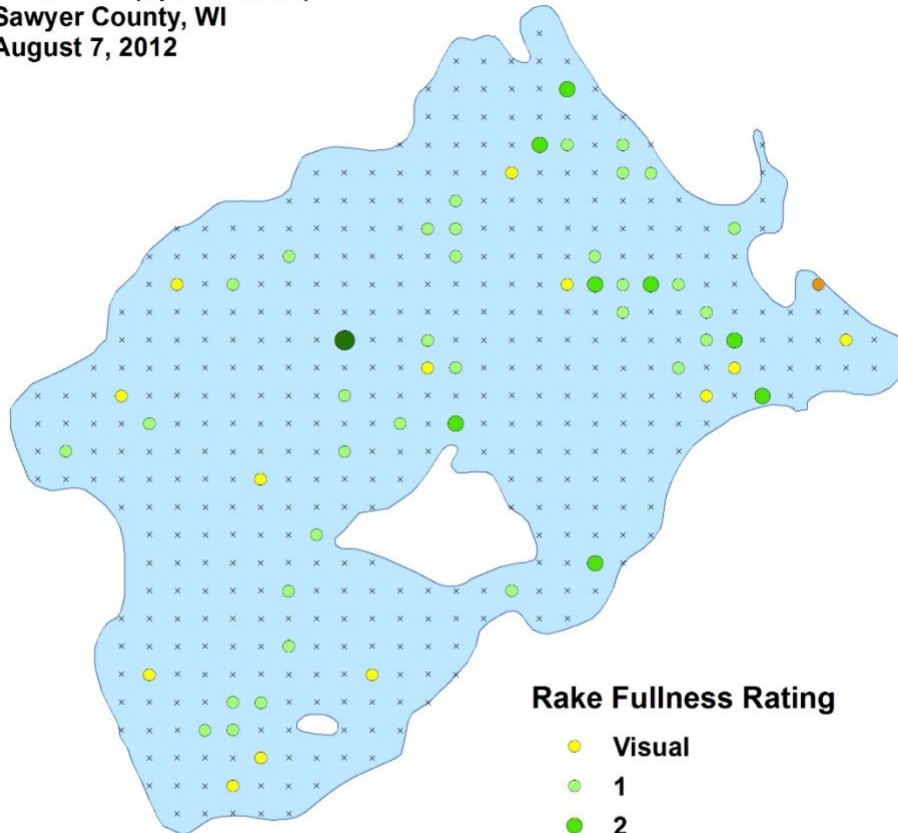 Sawyer County, WI
August 7, 2012
Rake Fullness Rating
Visual
1
2